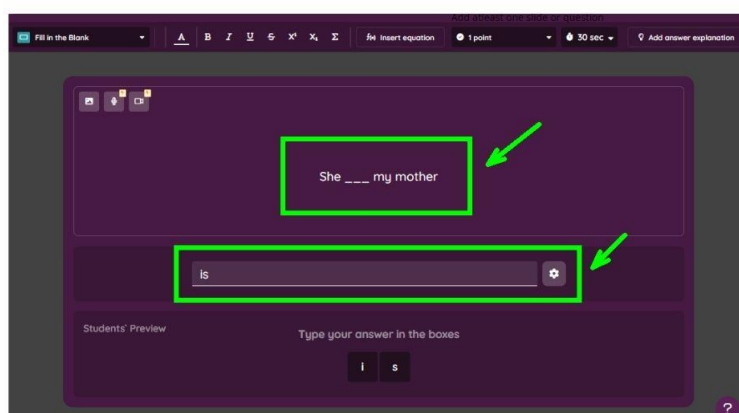 Add atleast one slide or question
Fill in the Blank A B I U S X² X₁ Σ f(x) Insert equation 1 point 30 sec Add answer explanation
She ___ my mother
is
Students' Preview
Type your answer in the boxes
i s
?